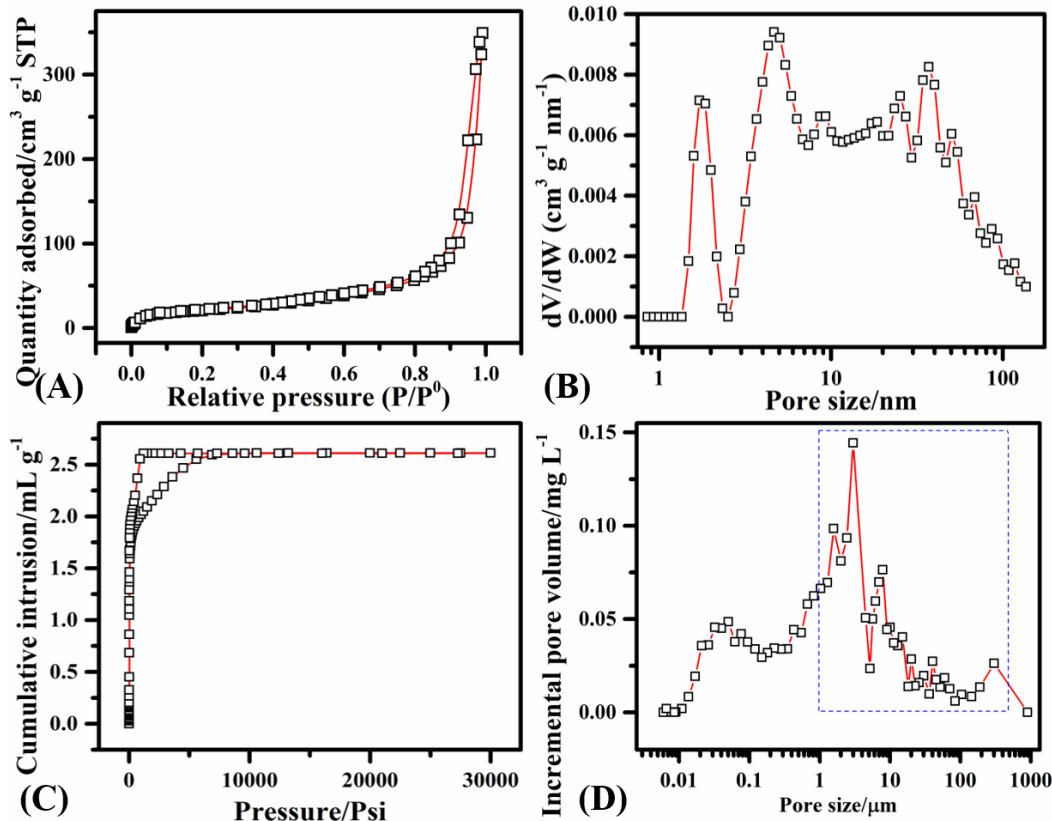 Quantity adsorbed/cm³ g⁻¹ STP
300
200
100
0
0.0 0.2 0.4 0.6 0.8 1.0
Relative pressure (P/P⁰)
(A)
dV/dW (cm³ g⁻¹ nm⁻¹)
0.010
0.008
0.006
0.004
0.002
0.000
1 10 100
Pore size/nm
(B)
Cumulative intrusion/mL g⁻¹
2.5
2.0
1.5
1.0
0.5
0.0
0 10000 20000 30000
Pressure/Psi
(C)
Incremental pore volume/mg L⁻¹
0.15
0.10
0.05
0.00
0.01 0.1 1 10 100 1000
Pore size/μm
(D)